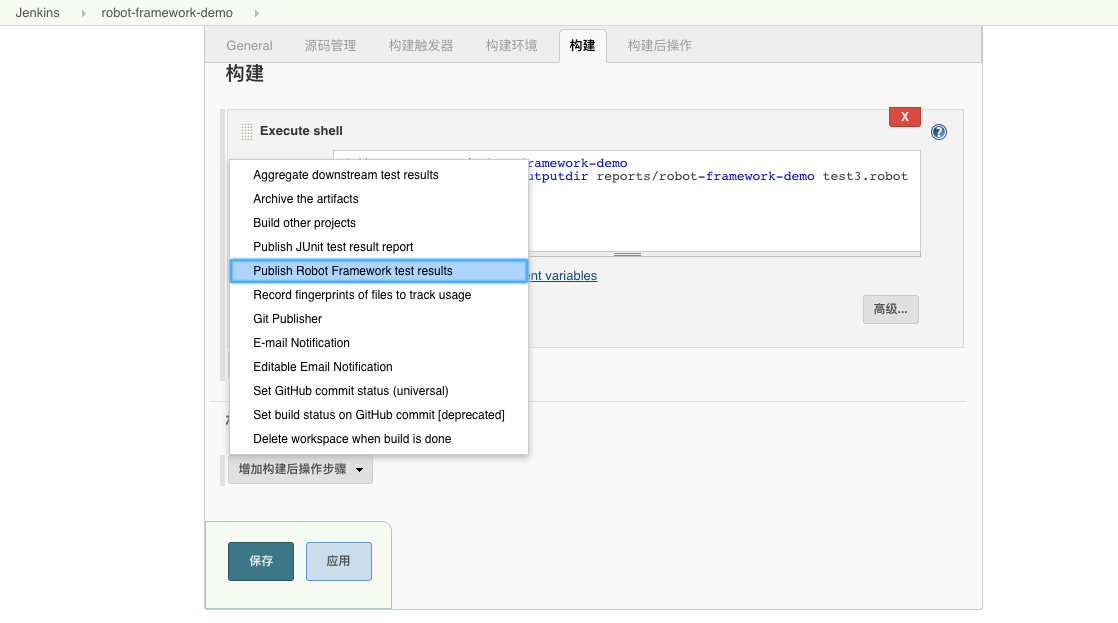 Jenkins robot-framework-demo
General 源码管理 构建触发器 构建环境 构建 构建后操作
构建
X
Execute shell
ramework-demo
utputdir reports/robot-framework-demo test3.robot
Aggregate downstream test results
Archive the artifacts
Build other projects
Publish JUnit test result report
Publish Robot Framework test results
nt variables
Record fingerprints of files to track usage
高级...
Git Publisher
E-mail Notification
Editable Email Notification
Set GitHub commit status (universal)
Set build status on GitHub commit [deprecated]
Delete workspace when build is done
增加构建后操作步骤
保存 应用